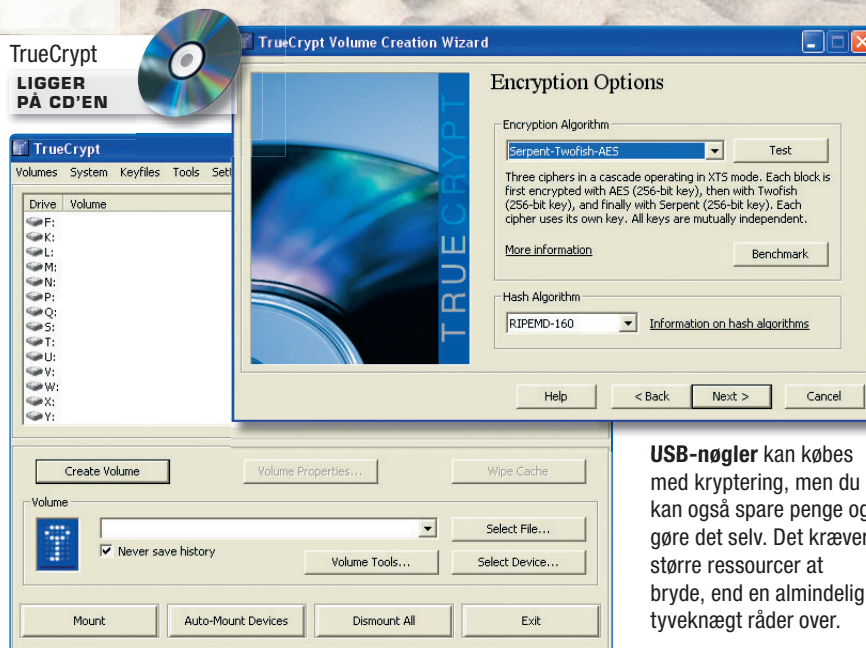 TrueCrypt
LIGGER
PÅ CD'EN
TrueCrypt Volume Creation Wizard
Encryption Options
Encryption Algorithm
Serpent-Twofish-AES
Test
Three ciphers in a cascade operating in XTS mode. Each block is
first encrypted with AES (256-bit key), then with Twofish
(256-bit key), and finally with Serpent (256-bit key). Each
cipher uses its own key. All keys are mutually independent.
More information
Benchmark
Hash Algorithm
RIPEMD-160
Information on hash algorithms
Help
< Back
Next >
Cancel
TRUECRYPT
TrueCrypt
Volumes System Keyfiles Tools
Drive Volume
F:
K:
L:
M:
N:
P:
Q:
S:
T:
U:
V:
W:
X:
Y:
Create Volume
Volume Properties...
Wipe Cache
Volume
Never save history
Select File...
Volume Tools...
Select Device...
Mount
Auto-Mount Devices
Dismount All
Exit
USB-nøgler kan købes
med kryptering, men du
kan også spare penge og
gøre det selv. Det kræver
større ressourcer at
bryde, end en almindelig
tyveknægt råder over.